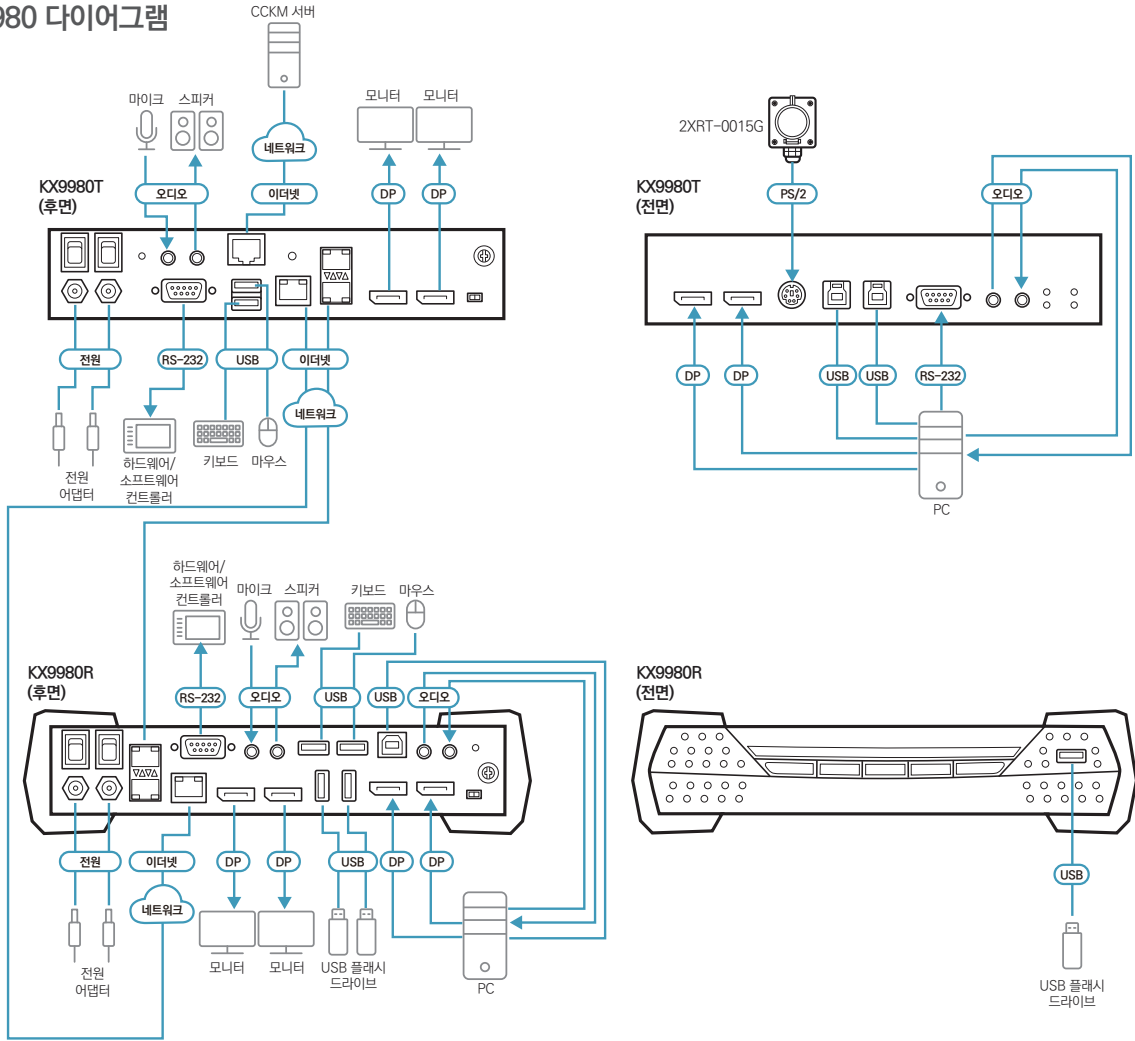 980 다이어그램
CCKM 서버
마이크 스피커
모니터 모니터
네트워크
KX9980T
(후면)
오디오
이더넷
DP
DP
전원
RS-232
USB
이더넷
네트워크
전원
어댑터
하드웨어/
소프트웨어
컨트롤러
키보드 마우스
2XRT-0015G
KX9980T
(전면)
PS/2
오디오
DP
DP
USB
USB
RS-232
PC
하드웨어/
소프트웨어
컨트롤러
마이크 스피커 키보드 마우스
KX9980R
(후면)
RS-232
오디오
USB
USB
오디오
전원
이더넷
DP
DP
USB
DP
DP
네트워크
전원
어댑터
모니터 모니터
USB 플래시
드라이브
PC
KX9980R
(전면)
USB
USB 플래시
드라이브